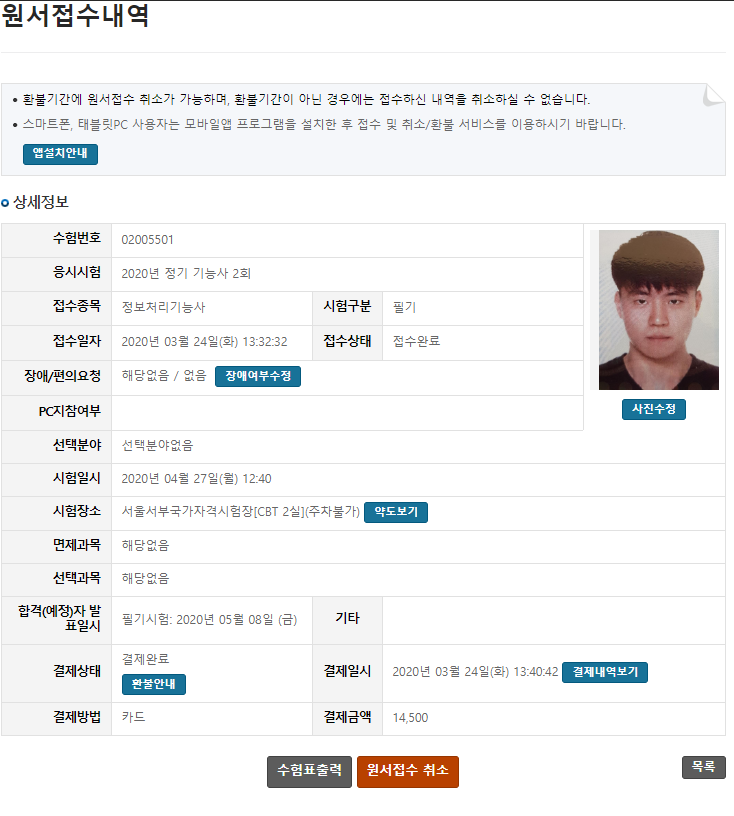 원서접수내역
• 환불기간에 원서접수 취소가 가능하며, 환불기간이 아닌 경우에는 접수하신 내역을 취소하실 수 없습니다.
• 스마트폰, 태블릿PC 사용자는 모바일앱 프로그램을 설치한 후 접수 및 취소/환불 서비스를 이용하시기 바랍니다.
앱설치안내
상세정보
수험번호 02005501
응시시험 2020년 정기 기능사 2회
접수종목 정보처리기능사 시험구분 필기
접수일자 2020년 03월 24일(화) 13:32:32 접수상태 접수완료
장애/편의요청 해당없음 / 없음 장애여부수정
사진수정
PC지참여부
선택분야 선택분야없음
시험일시 2020년 04월 27일(월) 12:40
시험장소 서울서부국가자격시험장[CBT 2실](주차불가) 약도보기
면제과목 해당없음
선택과목 해당없음
합격(예정)자 발
표일시 필기시험: 2020년 05월 08일 (금) 기타
결제상태 결제완료
환불안내
결제일시 2020년 03월 24일(화) 13:40:42 결제내역보기
결제방법 카드 결제금액 14,500
수험표출력 원서접수 취소 목록